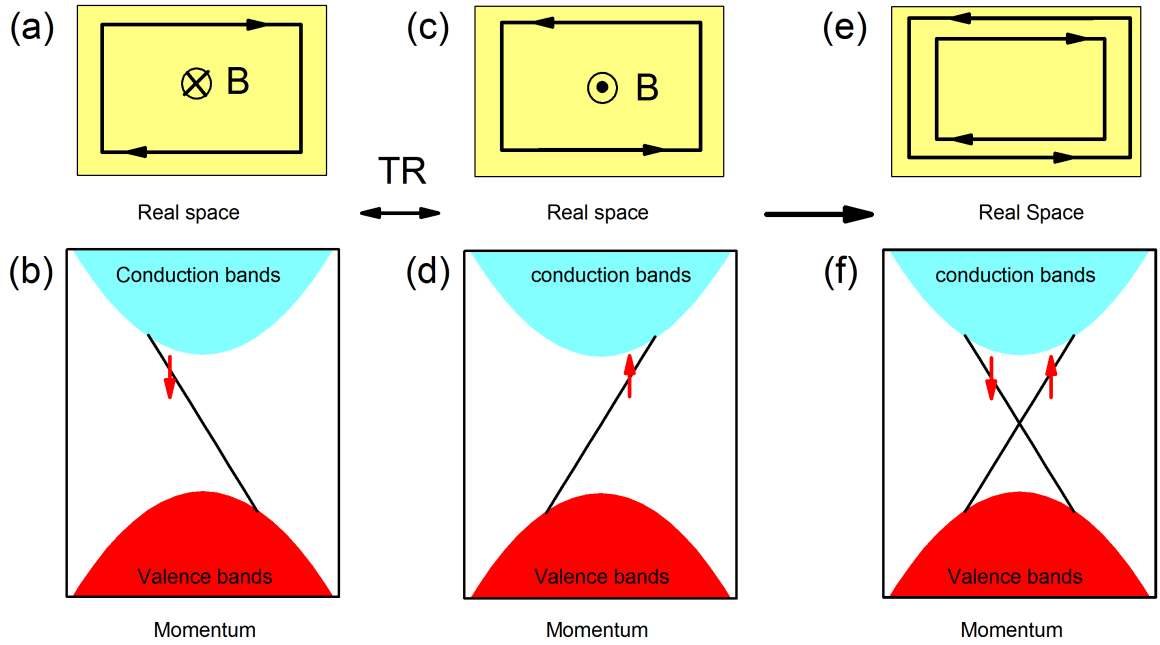 (a)
B
(c)
B
(e)
TR
Real space
Real space
Real Space
(b)
Conduction bands
Valence bands
Momentum
(d)
conduction bands
Valence bands
Momentum
(f)
conduction bands
Valence bands
Momentum